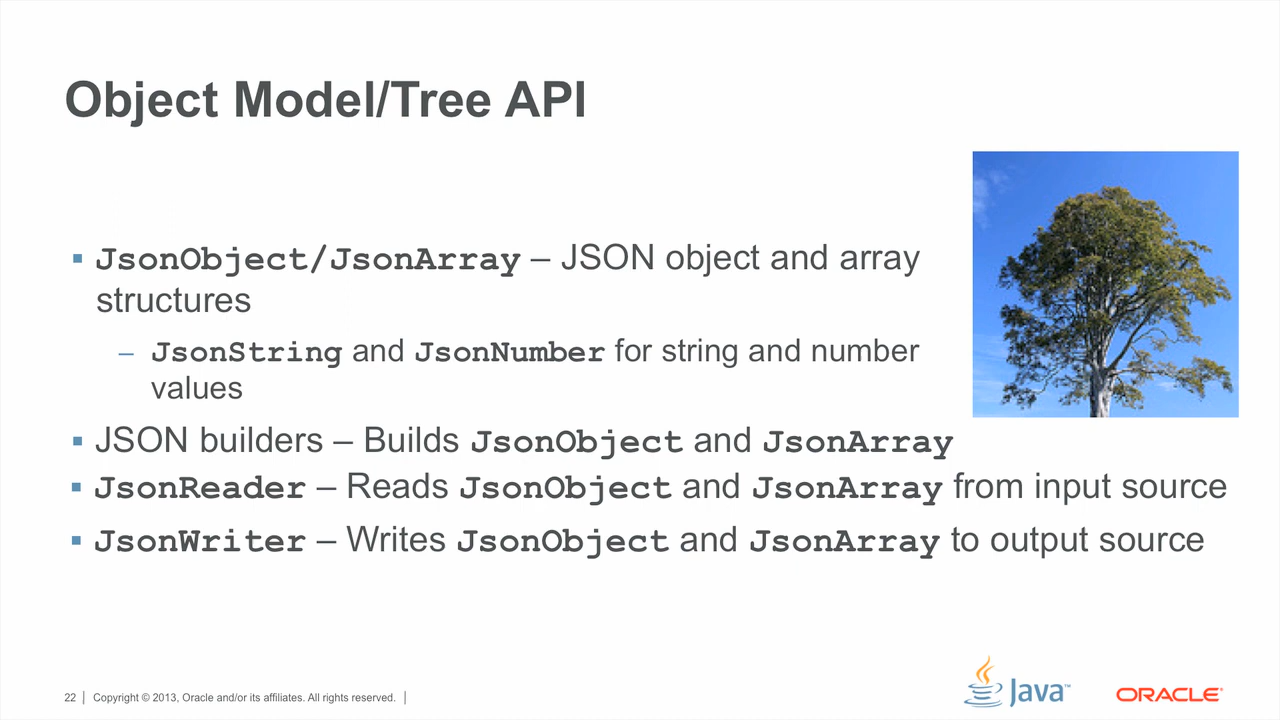 Object Model/Tree API
▪ JsonObject/JsonArray – JSON object and array
structures
– JsonString and JsonNumber for string and number
values
▪ JSON builders – Builds JsonObject and JsonArray
▪ JsonReader – Reads JsonObject and JsonArray from input source
▪ JsonWriter – Writes JsonObject and JsonArray to output source
22 | Copyright © 2013, Oracle and/or its affiliates. All rights reserved. |
Java™
ORACLE®